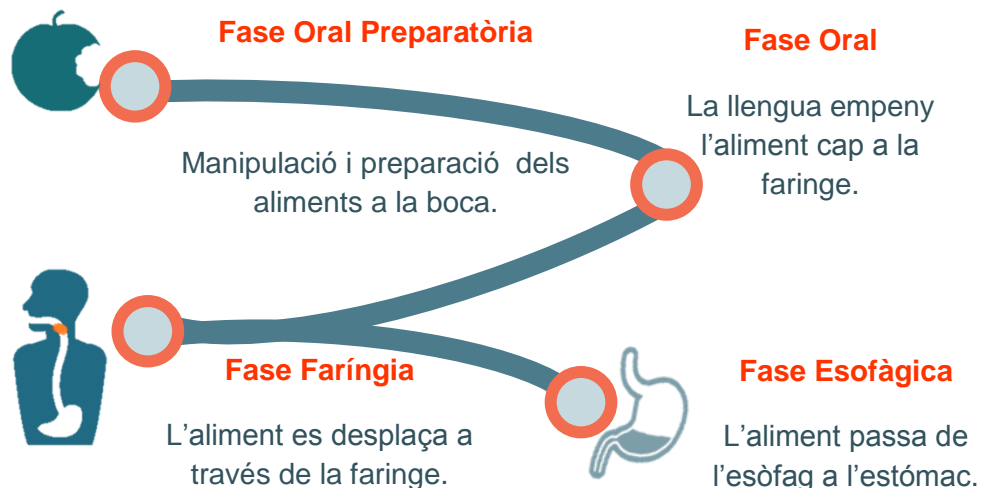 Fase Oral Preparatòria
Manipulació i preparació dels
aliments a la boca.
Fase Oral
La llengua empeny
l’aliment cap a la
faringe.
Fase Faríngia
L’aliment es desplaça a
través de la faringe.
Fase Esofàgica
L’aliment passa de
l’esòfag a l’estómac.